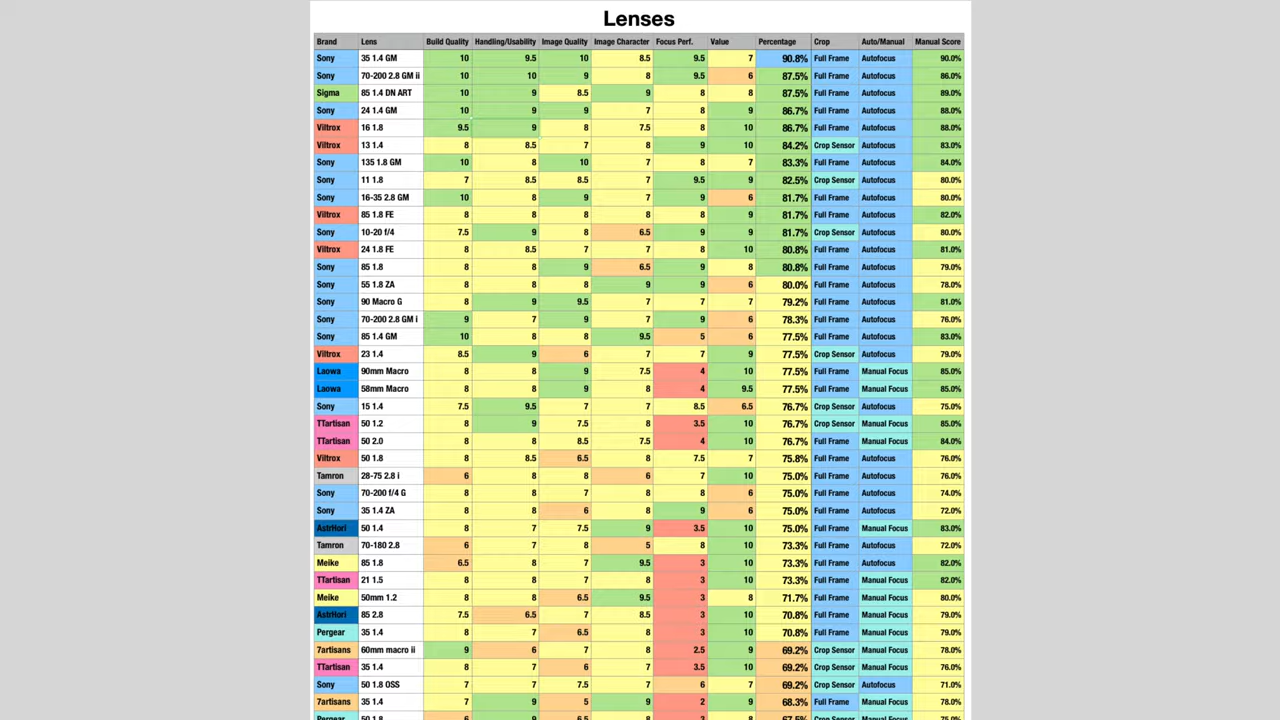 Lenses
Brand Lens Build Quality Handling/Usability Image Quality Image Character Focus Perf. Value Percentage Crop Auto/Manual Manual Score
Sony 35 1.4 GM 10 9.5 10 8.5 9.5 7 90.8% Full Frame Autofocus 90.0%
Sony 70-200 2.8 GM ii 10 10 9 8 9.5 6 87.5% Full Frame Autofocus 86.0%
Sigma 85 1.4 DN ART 10 9 8.5 9 8 8 87.5% Full Frame Autofocus 89.0%
Sony 24 1.4 GM 10 9 9 7 8 9 86.7% Full Frame Autofocus 88.0%
Viltrox 16 1.8 9.5 9 8 7.5 8 10 86.7% Full Frame Autofocus 88.0%
Viltrox 13 1.4 8 8.5 7 8 9 10 84.2% Crop Sensor Autofocus 83.0%
Sony 135 1.8 GM 10 8 10 7 8 7 83.3% Full Frame Autofocus 84.0%
Sony 11 1.8 7 8.5 8.5 7 9.5 9 82.5% Crop Sensor Autofocus 80.0%
Sony 16-35 2.8 GM 10 8 9 7 9 6 81.7% Full Frame Autofocus 80.0%
Viltrox 85 1.8 FE 8 8 8 8 8 9 81.7% Full Frame Autofocus 82.0%
Sony 10-20 f/4 7.5 9 8 6.5 9 9 81.7% Crop Sensor Autofocus 80.0%
Viltrox 24 1.8 FE 8 8.5 7 7 8 10 80.8% Full Frame Autofocus 81.0%
Sony 85 1.8 8 8 9 6.5 9 8 80.8% Full Frame Autofocus 79.0%
Sony 55 1.8 ZA 8 8 8 9 9 6 80.0% Full Frame Autofocus 78.0%
Sony 90 Macro G 8 9 9.5 7 7 7 79.2% Full Frame Autofocus 81.0%
Sony 70-200 2.8 GM i 9 7 9 7 9 6 78.3% Full Frame Autofocus 76.0%
Sony 85 1.4 GM 10 8 8 9.5 5 6 77.5% Full Frame Autofocus 83.0%
Viltrox 23 1.4 8.5 9 6 7 7 9 77.5% Crop Sensor Autofocus 79.0%
Laowa 90mm Macro 8 8 9 7.5 4 10 77.5% Full Frame Manual Focus 85.0%
Laowa 58mm Macro 8 8 9 8 4 9.5 77.5% Full Frame Manual Focus 85.0%
Sony 15 1.4 7.5 9.5 7 7 8.5 6.5 76.7% Crop Sensor Autofocus 75.0%
TTartisan 50 1.2 8 9 7.5 8 3.5 10 76.7% Crop Sensor Manual Focus 85.0%
TTartisan 50 2.0 8 8 8.5 7.5 4 10 76.7% Full Frame Manual Focus 84.0%
Viltrox 50 1.8 8 8.5 6.5 8 7.5 7 75.8% Full Frame Autofocus 76.0%
Tamron 28-75 2.8 i 6 8 8 6 7 10 75.0% Full Frame Autofocus 76.0%
Sony 70-200 f/4 G 8 8 7 8 8 6 75.0% Full Frame Autofocus 74.0%
Sony 35 1.4 ZA 8 8 6 8 9 6 75.0% Full Frame Autofocus 72.0%
AstrHori 50 1.4 8 7 7.5 9 3.5 10 75.0% Full Frame Manual Focus 83.0%
Tamron 70-180 2.8 6 7 8 5 8 10 73.3% Full Frame Autofocus 72.0%
Meike 85 1.8 6.5 8 7 9.5 3 10 73.3% Full Frame Autofocus 82.0%
TTartisan 21 1.5 8 8 7 8 3 10 73.3% Full Frame Manual Focus 82.0%
Meike 50mm 1.2 8 8 6.5 9.5 3 8 71.7% Full Frame Manual Focus 80.0%
AstrHori 85 2.8 7.5 6.5 7 8.5 3 10 70.8% Full Frame Manual Focus 79.0%
Pergear 35 1.4 8 7 6.5 8 3 10 70.8% Full Frame Manual Focus 79.0%
7artisans 60mm macro ii 9 6 7 8 2.5 9 69.2% Crop Sensor Manual Focus 78.0%
TTartisan 35 1.4 8 7 6 7 3.5 10 69.2% Crop Sensor Manual Focus 76.0%
Sony 50 1.8 OSS 7 7 7.5 7 6 7 69.2% Crop Sensor Autofocus 71.0%
7artisans 35 1.4 7 9 5 9 2 9 68.3% Full Frame Manual Focus 78.0%
Pergear 50 1.8 6 9 6.5 8 3 8 67.5% Crop Sensor Manual Focus 75.0%